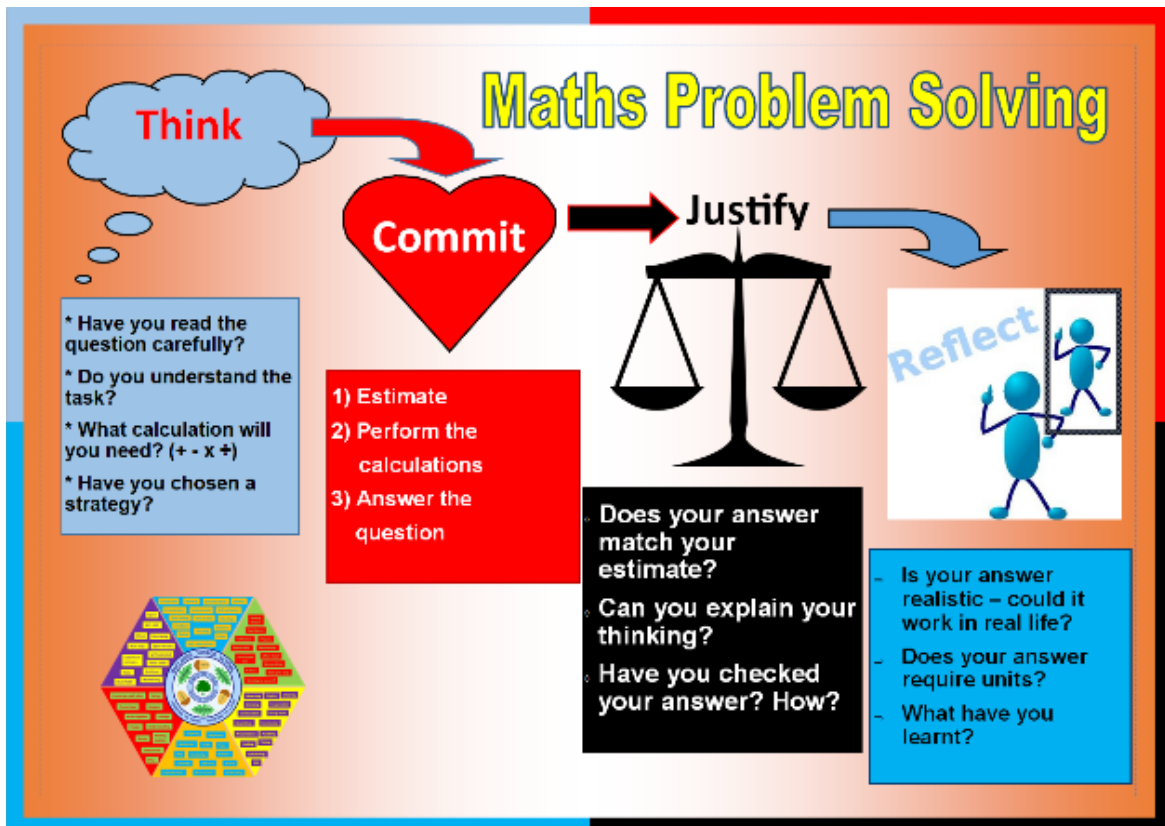 Maths Problem Solving
Think
Commit
Justify
Reflect
* Have you read the
question carefully?
* Do you understand the
task?
* What calculation will
you need? (+ - x ÷)
* Have you chosen a
strategy?
1) Estimate
2) Perform the
calculations
3) Answer the
question
Does your answer
match your
estimate?
Can you explain your
thinking?
Have you checked
your answer? How?
- Is your answer
realistic – could it
work in real life?
- Does your answer
require units?
- What have you
learnt?